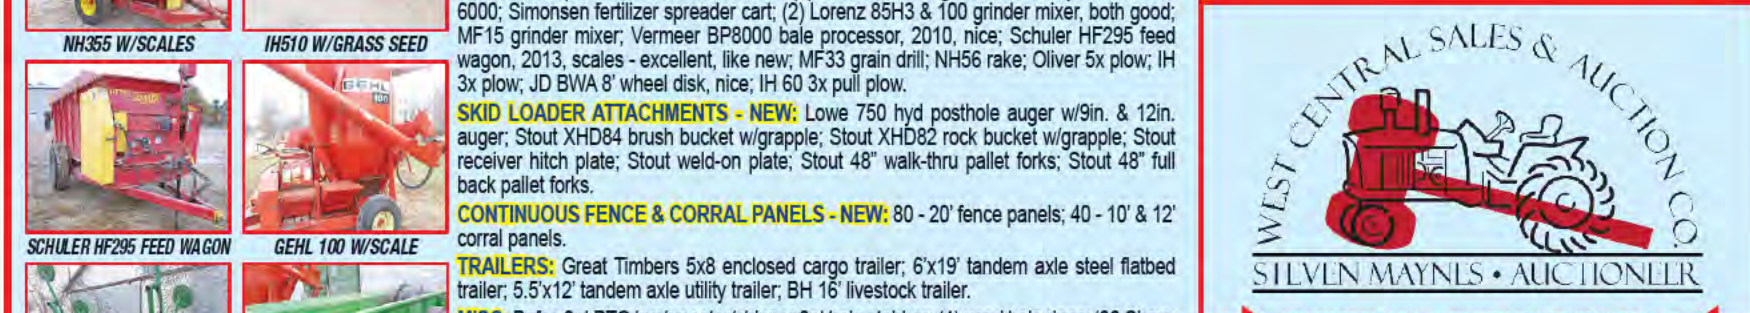 NH355 W/SCALES
IH510 W/GRASS SEED
GEHL
100
SCHULER HF295 FEED WAGON
GEHL 100 W/SCALE
6000; Simonsen fertilizer spreader cart; (2) Lorenz 85H3 & 100 grinder mixer, both good;
MF15 grinder mixer; Vermeer BP8000 bale processor, 2010, nice; Schuler HF295 feed
wagon, 2013, scales - excellent, like new; MF33 grain drill; NH56 rake; Oliver 5x plow; IH
3x plow; JD BWA 8' wheel disk, nice; IH 60 3x pull plow.
SKID LOADER ATTACHMENTS - NEW: Lowe 750 hyd posthole auger w/9in. & 12in.
auger; Stout XHD84 brush bucket w/grapple; Stout XHD82 rock bucket w/grapple; Stout
receiver hitch plate; Stout weld-on plate; Stout 48" walk-thru pallet forks; Stout 48" full
back pallet forks.
CONTINUOUS FENCE & CORRAL PANELS - NEW: 80 - 20' fence panels; 40 - 10' & 12'
corral panels.
TRAILERS: Great Timbers 5x8 enclosed cargo trailer; 6'x19' tandem axle steel flatbed
trailer; 5.5'x12' tandem axle utility trailer; BH 16' livestock trailer.
WEST CENTRAL SALES & AUCTION CO.
STEVEN MAYNES • AUCTIONEER